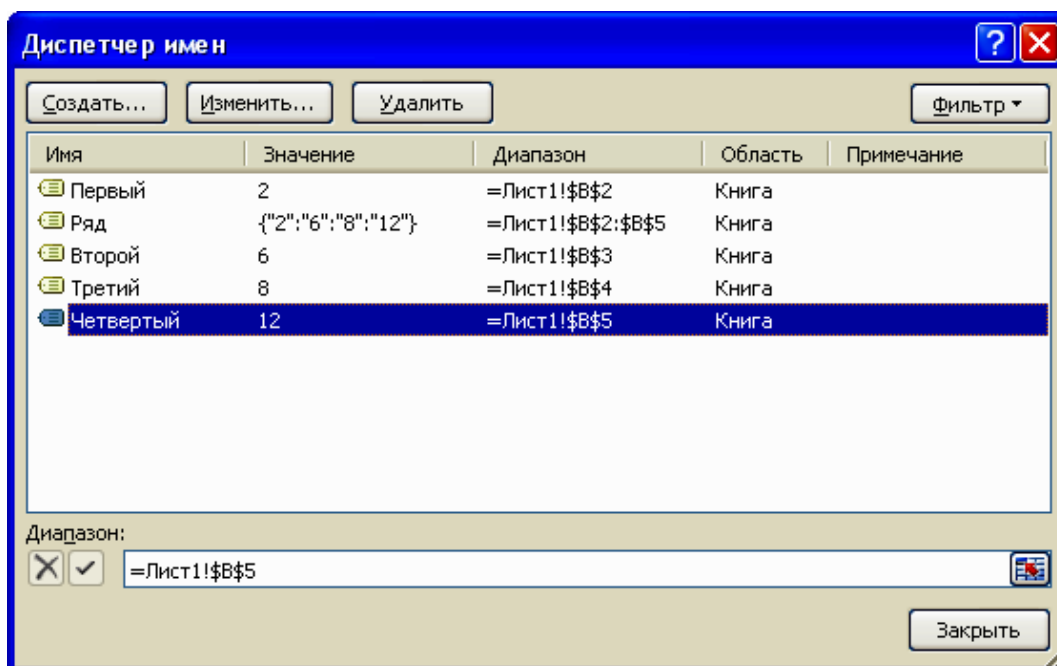 Диспетчер имен
Создать... Изменить... Удалить Фильтр
Имя Значение Диапазон Область Примечание
Первый 2 =Лист1!$B$2 Книга
Ряд {"2":"6":"8":"12"} =Лист1!$B$2:$B$5 Книга
Второй 6 =Лист1!$B$3 Книга
Третий 8 =Лист1!$B$4 Книга
Четвертый 12 =Лист1!$B$5 Книга
Диапазон:
=Лист1!$B$5
Закрыть